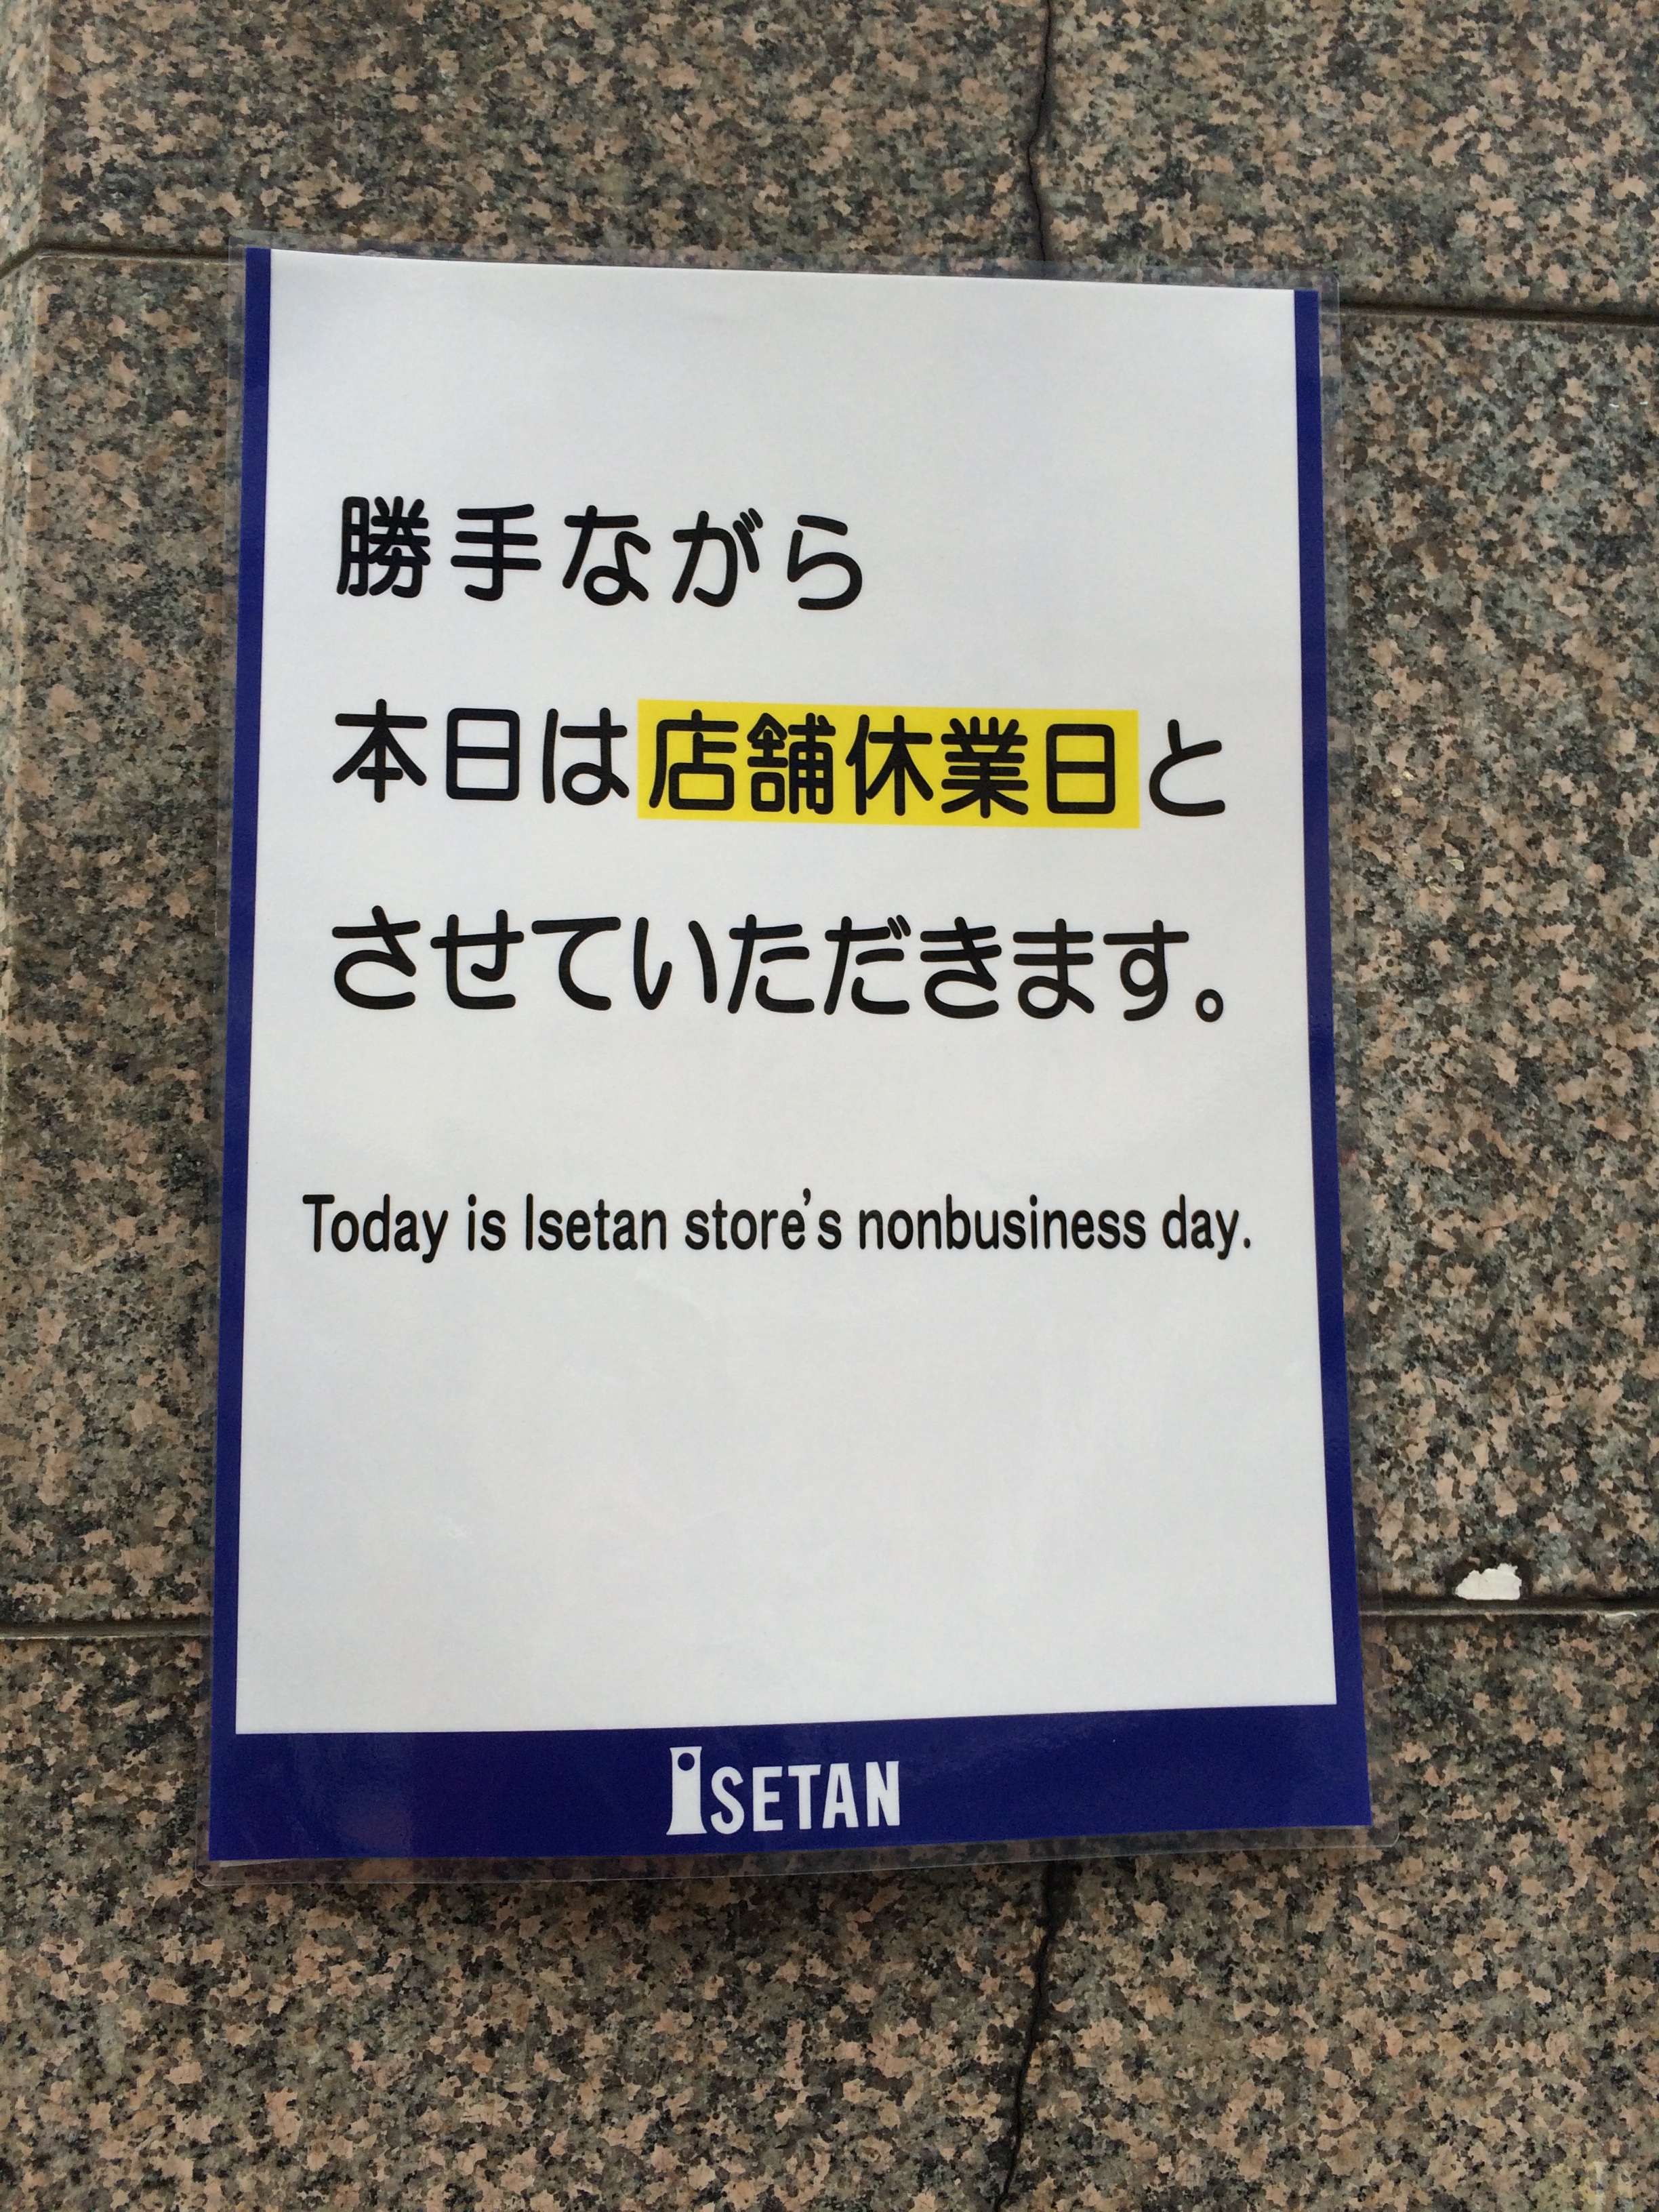 勝手ながら
本日は店舗休業日と
させていただきます。
Today is Isetan store's nonbusiness day.
ISETAN